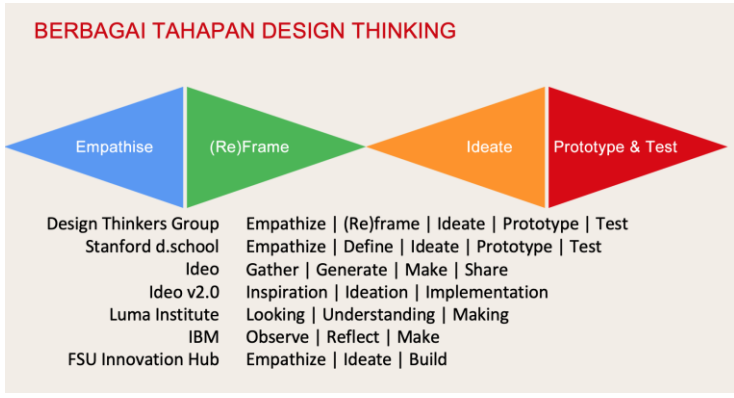 BERBAGAI TAHAPAN DESIGN THINKING
Empathise (Re)Frame Ideate Prototype & Test
Design Thinkers Group Empathize | (Re)frame | Ideate | Prototype | Test
Stanford d.school Empathize | Define | Ideate | Prototype | Test
Ideo Gather | Generate | Make | Share
Ideo v2.0 Inspiration | Ideation | Implementation
Luma Institute Looking | Understanding | Making
IBM Observe | Reflect | Make
FSU Innovation Hub Empathize | Ideate | Build